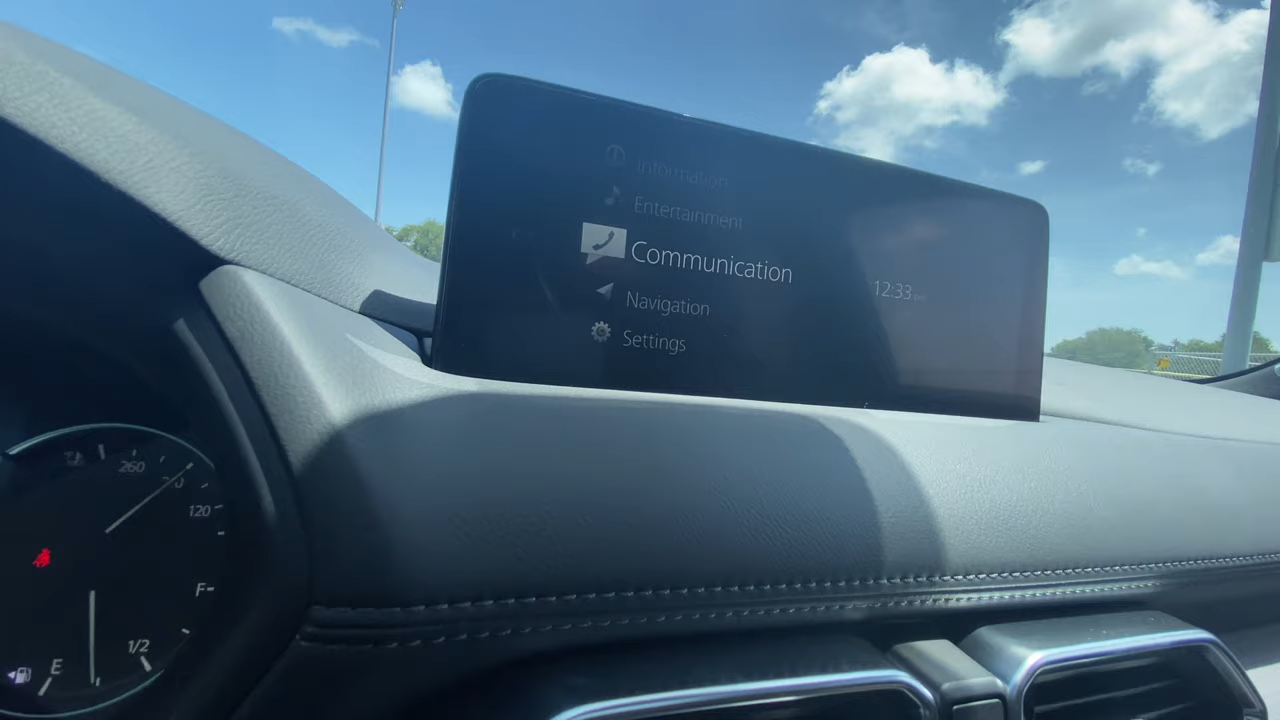 Information
Entertainment
Communication
12:33
Navigation
Settings
260
120
F
1/2
E